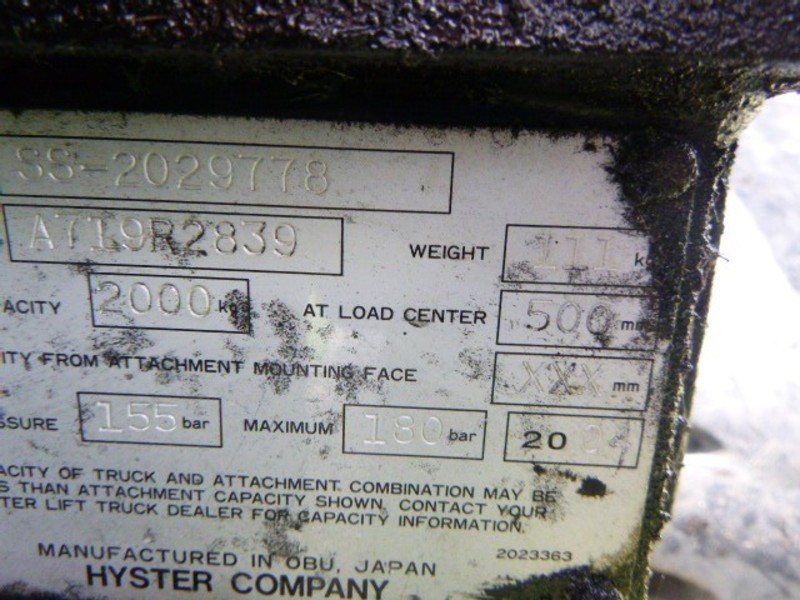 SS-2029778
A719R2839 WEIGHT 111 k
ACITY 2000 kg AT LOAD CENTER 500 mm
ITY FROM ATTACHMENT MOUNTING FACE XXX mm
SSURE 155 bar MAXIMUM 180 bar 20
ACITY OF TRUCK AND ATTACHMENT COMBINATION MAY BE
S THAN ATTACHMENT CAPACITY SHOWN. CONTACT YOUR
TER LIFT TRUCK DEALER FOR CAPACITY INFORMATION.
MANUFACTURED IN OBU, JAPAN 2023363
HYSTER COMPANY